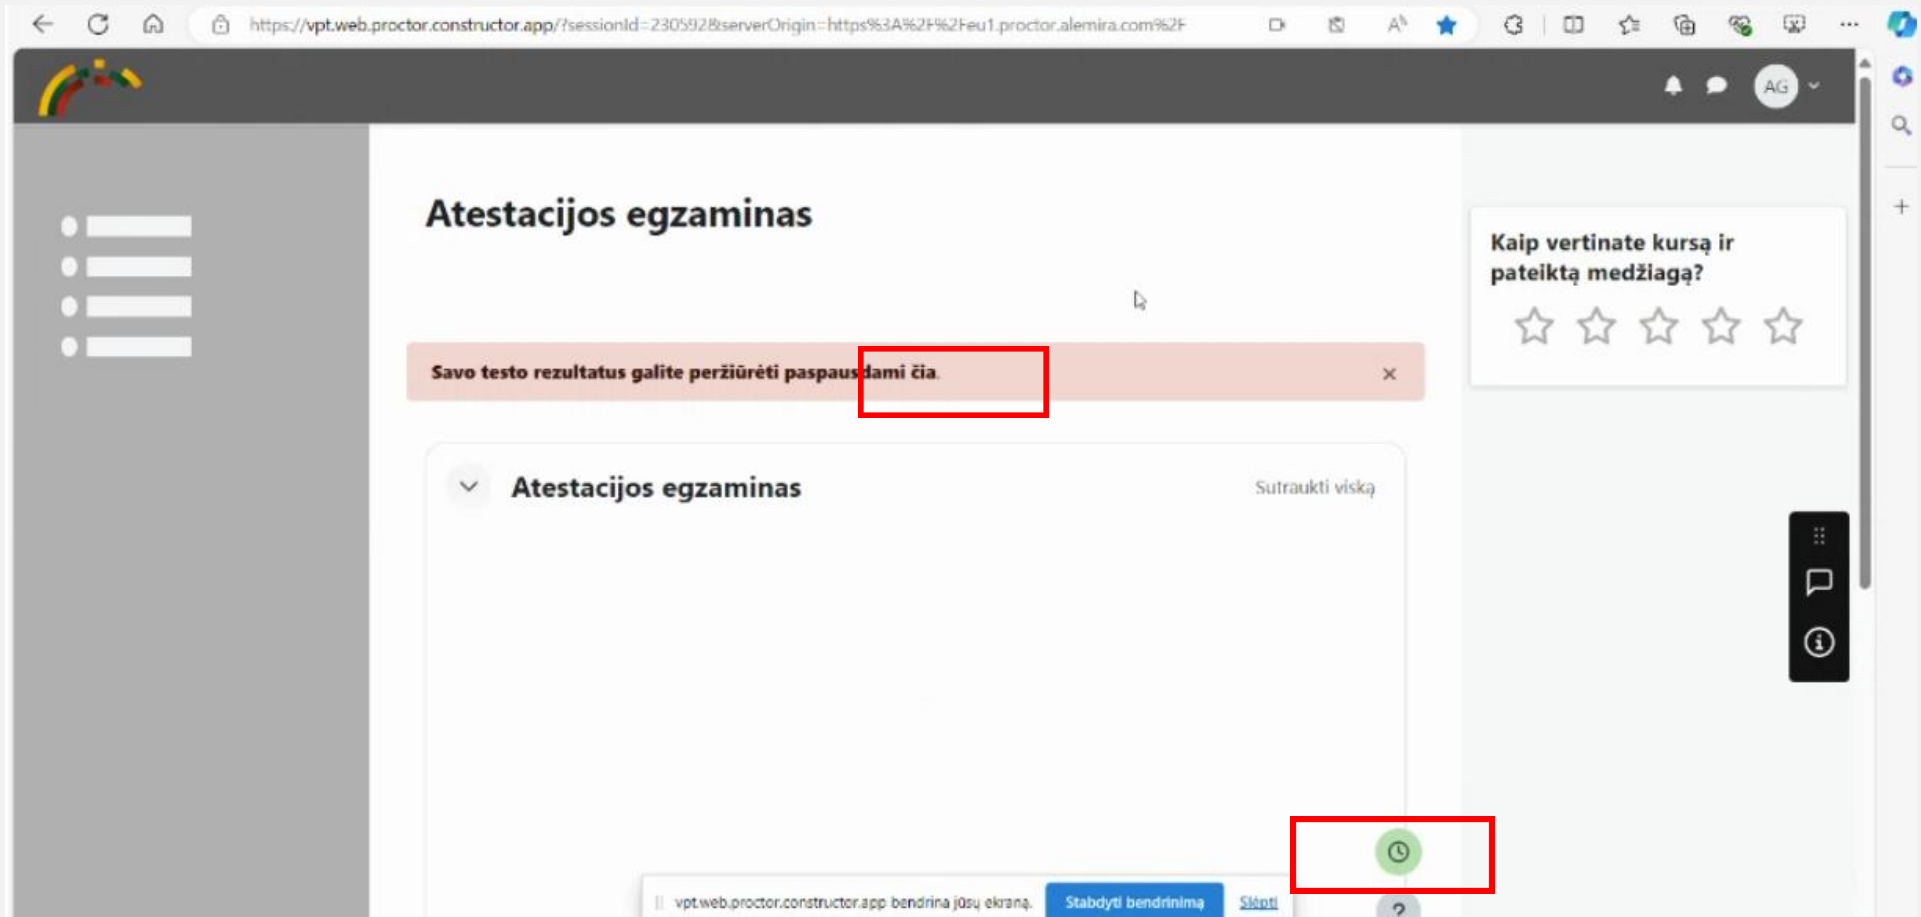 https://vpt.web.proctor.constructor.app/?sessionId=230592&serverOrigin=https%3A%2F%2Feu1.proctor.alemira.com%2F
AG
Atestacijos egzaminas
Kaip vertinate kursą ir
pateiktą medžiagą?
Savo testo rezultatus galite peržiūrėti paspausdami čia.
Atestacijos egzaminas
Sutraukti viską
vpt.web.proctor.constructor.app bendrina jūsų ekraną.
Stabdyti bendrinimą
Slėpti
?